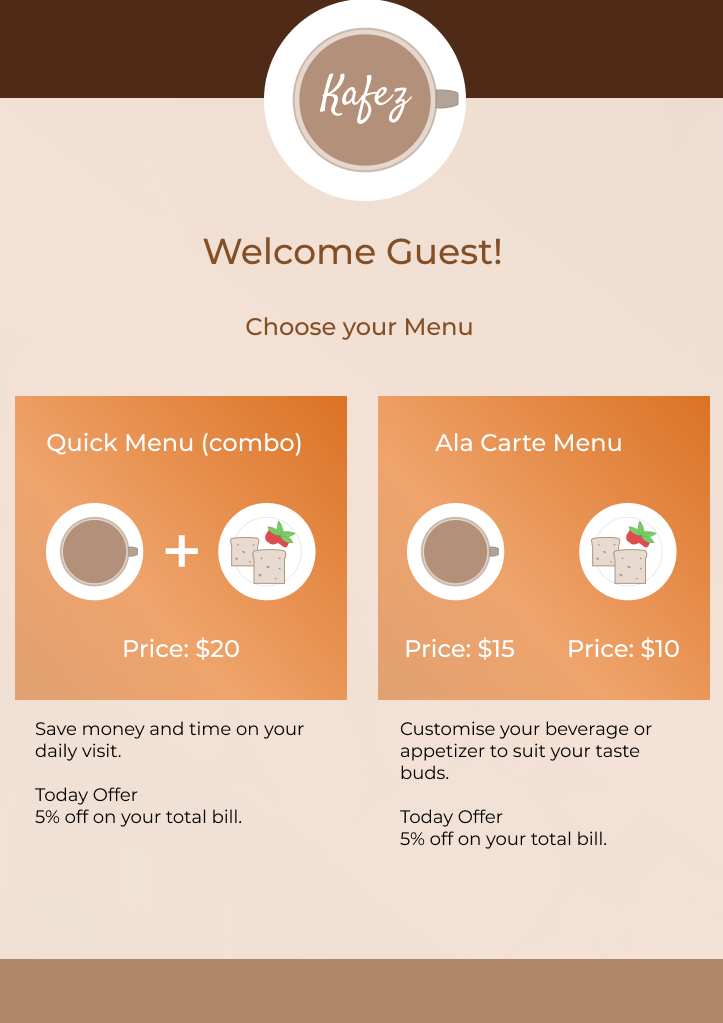 Kafez
Welcome Guest!
Choose your Menu
Quick Menu (combo)
+
Price: $20
Save money and time on your
daily visit.
Today Offer
5% off on your total bill.
Ala Carte Menu
Price: $15 Price: $10
Customise your beverage or
appetizer to suit your taste
buds.
Today Offer
5% off on your total bill.